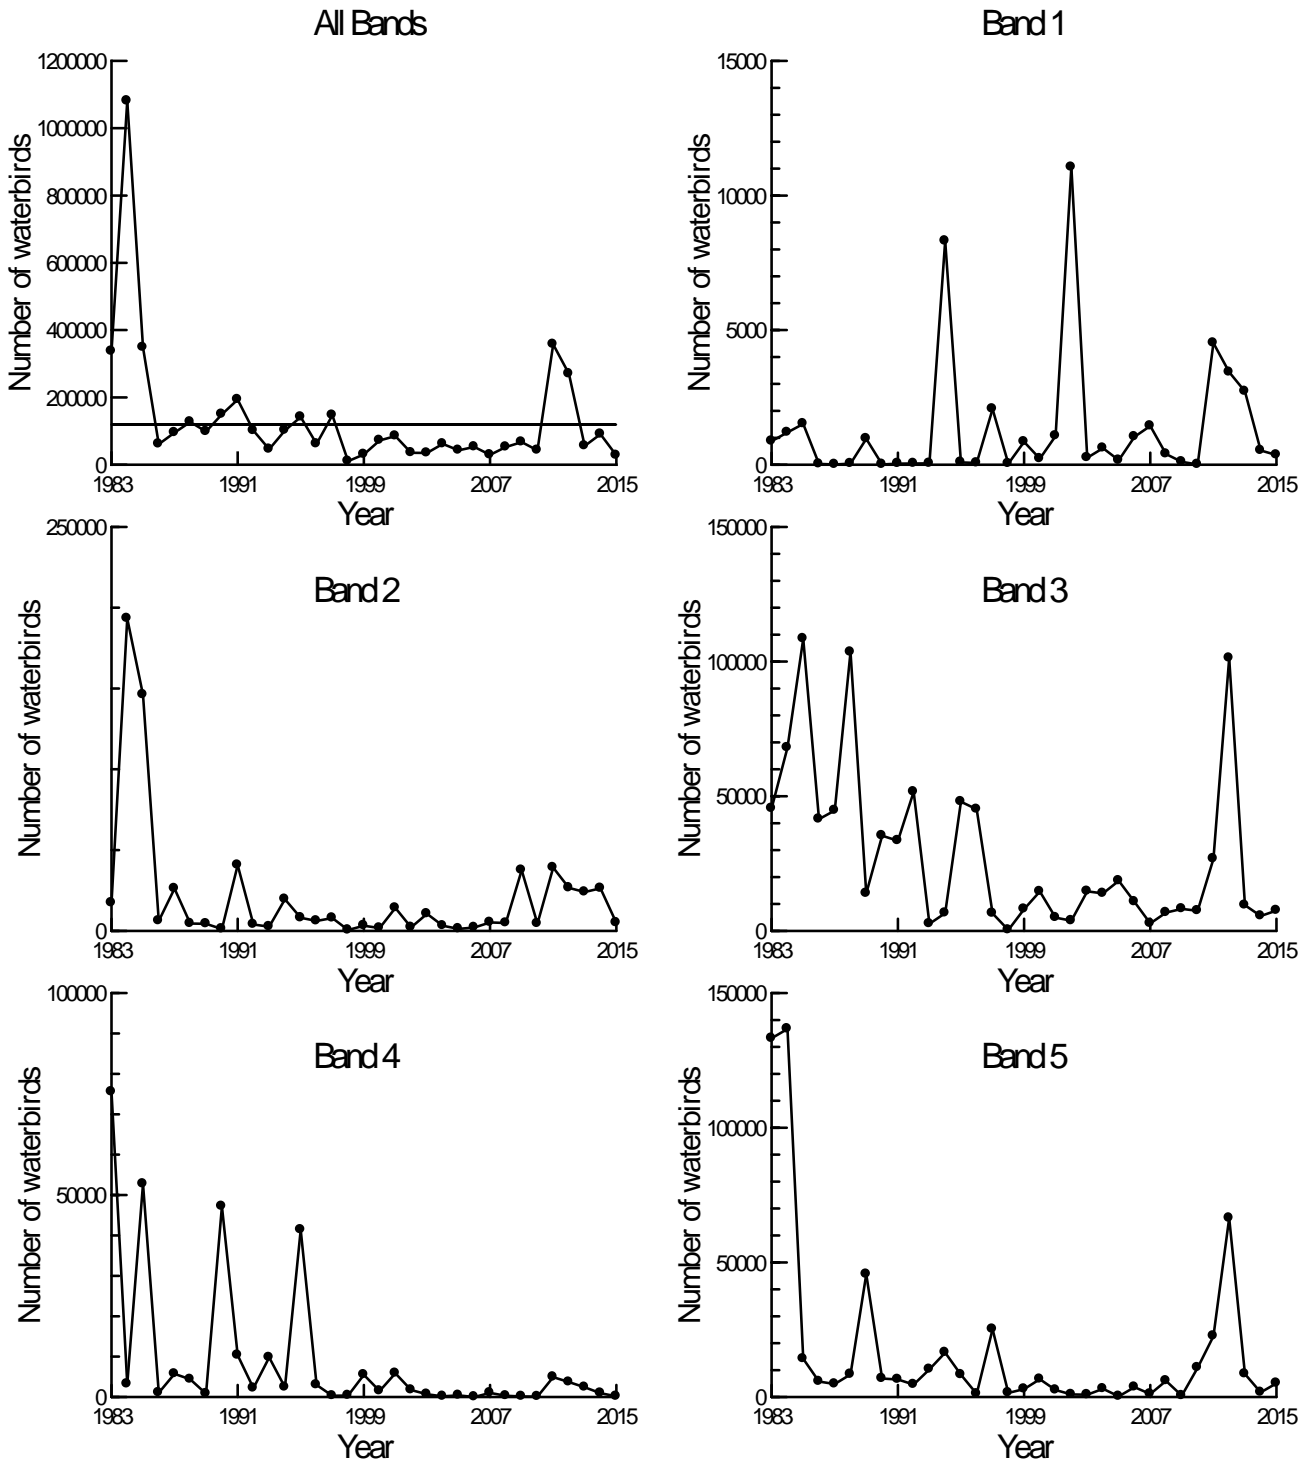 All Bands
1200000
1000000
800000
600000
400000
200000
0
Number of waterbirds
1983 1991 1999 2007 2015
Year
Band 1
15000
10000
5000
0
Number of waterbirds
1983 1991 1999 2007 2015
Year
Band 2
250000
0
Number of waterbirds
1983 1991 1999 2007 2015
Year
Band 3
150000
100000
50000
0
Number of waterbirds
1983 1991 1999 2007 2015
Year
Band 4
100000
50000
0
Number of waterbirds
1983 1991 1999 2007 2015
Year
Band 5
150000
100000
50000
0
Number of waterbirds
1983 1991 1999 2007 2015
Year